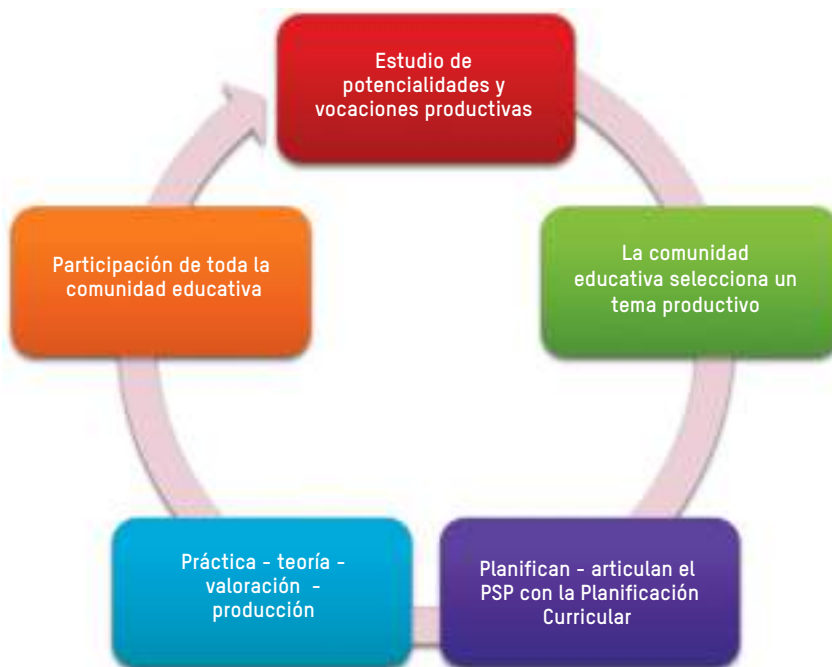 Estudio de
potencialidades y
vocaciones productivas
La comunidad
educativa selecciona un
tema productivo
Planifican - articulan el
PSP con la Planificación
Curricular
Práctica - teoría -
valoración -
producción
Participación de toda la
comunidad educativa